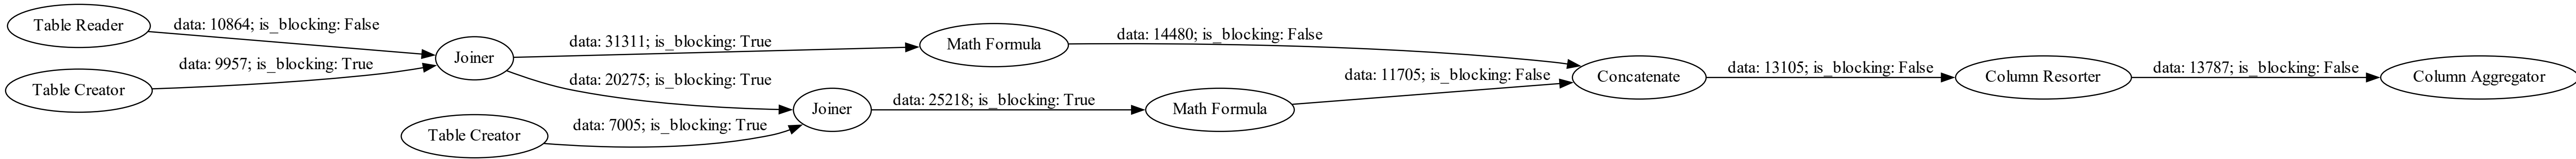 Table Reader
data: 10864; is_blocking: False
Table Creator
data: 9957; is_blocking: True
Joiner
data: 31311; is_blocking: True
data: 20275; is_blocking: True
Table Creator
data: 7005; is_blocking: True
Joiner
data: 25218; is_blocking: True
Math Formula
data: 14480; is_blocking: False
Math Formula
data: 11705; is_blocking: False
Concatenate
data: 13105; is_blocking: False
Column Resorter
data: 13787; is_blocking: False
Column Aggregator